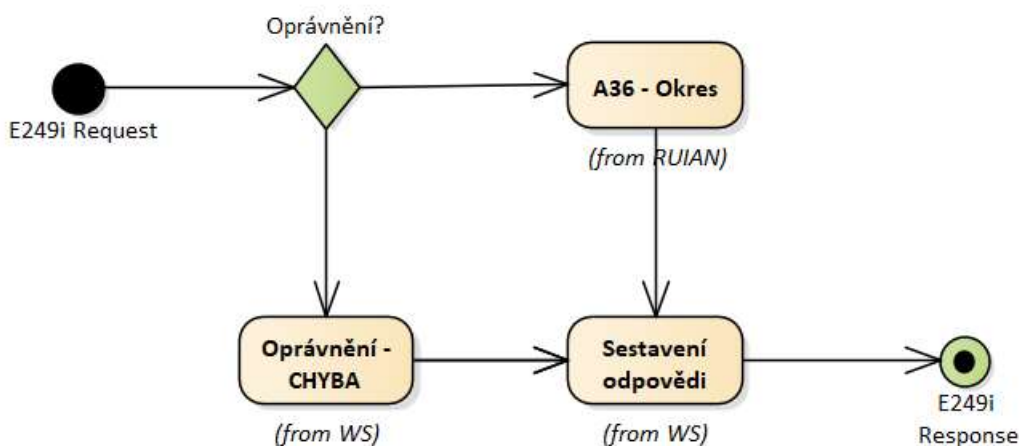 Oprávnění?
E249i Request
A36 - Okres
(from RUIAN)
Oprávnění -
CHYBA
(from WS)
Sestavení
odpovědi
(from WS)
E249i
Response